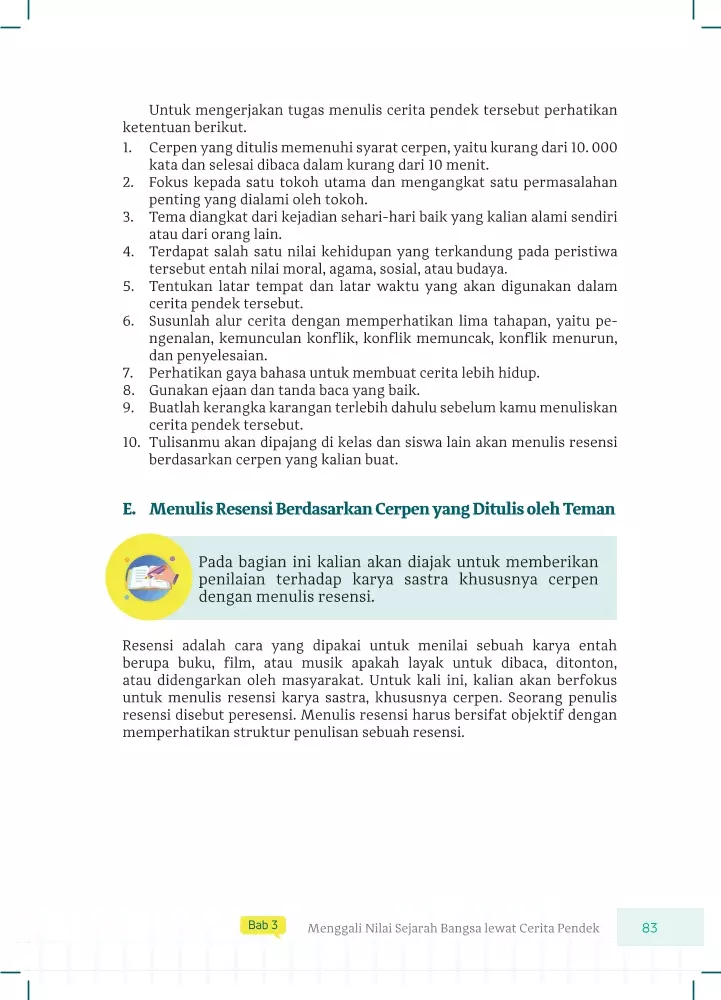 Untuk mengerjakan tugas menulis cerita pendek tersebut perhatikan
ketentuan berikut.
1. Cerpen yang ditulis memenuhi syarat cerpen, yaitu kurang dari 10. 000
kata dan selesai dibaca dalam kurang dari 10 menit.
2. Fokus kepada satu tokoh utama dan mengangkat satu permasalahan
penting yang dialami oleh tokoh.
3. Tema diangkat dari kejadian sehari-hari baik yang kalian alami sendiri
atau dari orang lain.
4. Terdapat salah satu nilai kehidupan yang terkandung pada peristiwa
tersebut entah nilai moral, agama, sosial, atau budaya.
5. Tentukan latar tempat dan latar waktu yang akan digunakan dalam
cerita pendek tersebut.
6. Susunlah alur cerita dengan memperhatikan lima tahapan, yaitu pe-
ngenalan, kemunculan konflik, konflik memuncak, konflik menurun,
dan penyelesaian.
7. Perhatikan gaya bahasa untuk membuat cerita lebih hidup.
8. Gunakan ejaan dan tanda baca yang baik.
9. Buatlah kerangka karangan terlebih dahulu sebelum kamu menuliskan
cerita pendek tersebut.
10. Tulisanmu akan dipajang di kelas dan siswa lain akan menulis resensi
berdasarkan cerpen yang kalian buat.
E. Menulis Resensi Berdasarkan Cerpen yang Ditulis oleh Teman
Pada bagian ini kalian akan diajak untuk memberikan
penilaian terhadap karya sastra khususnya cerpen
dengan menulis resensi.
Resensi adalah cara yang dipakai untuk menilai sebuah karya entah
berupa buku, film, atau musik apakah layak untuk dibaca, ditonton,
atau didengarkan oleh masyarakat. Untuk kali ini, kalian akan berfokus
untuk menulis resensi karya sastra, khususnya cerpen. Seorang penulis
resensi disebut peresensi. Menulis resensi harus bersifat objektif dengan
memperhatikan struktur penulisan sebuah resensi.
Bab 3 Menggali Nilai Sejarah Bangsa lewat Cerita Pendek 83